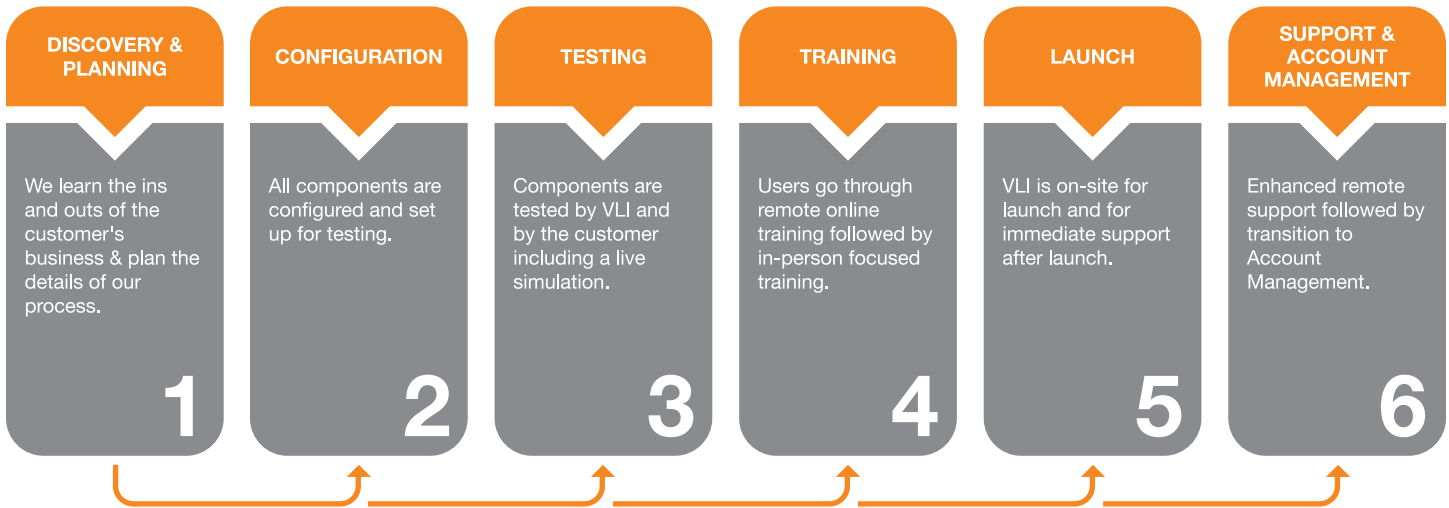 DISCOVERY &
PLANNING
We learn the ins
and outs of the
customer's
business & plan the
details of our
process.
1
CONFIGURATION
All components are
configured and set
up for testing.
2
TESTING
Components are
tested by VLI and
by the customer
including a live
simulation.
3
TRAINING
Users go through
remote online
training followed by
in-person focused
training.
4
LAUNCH
VLI is on-site for
launch and for
immediate support
after launch.
5
SUPPORT &
ACCOUNT
MANAGEMENT
Enhanced remote
support followed by
transition to
Account
Management.
6